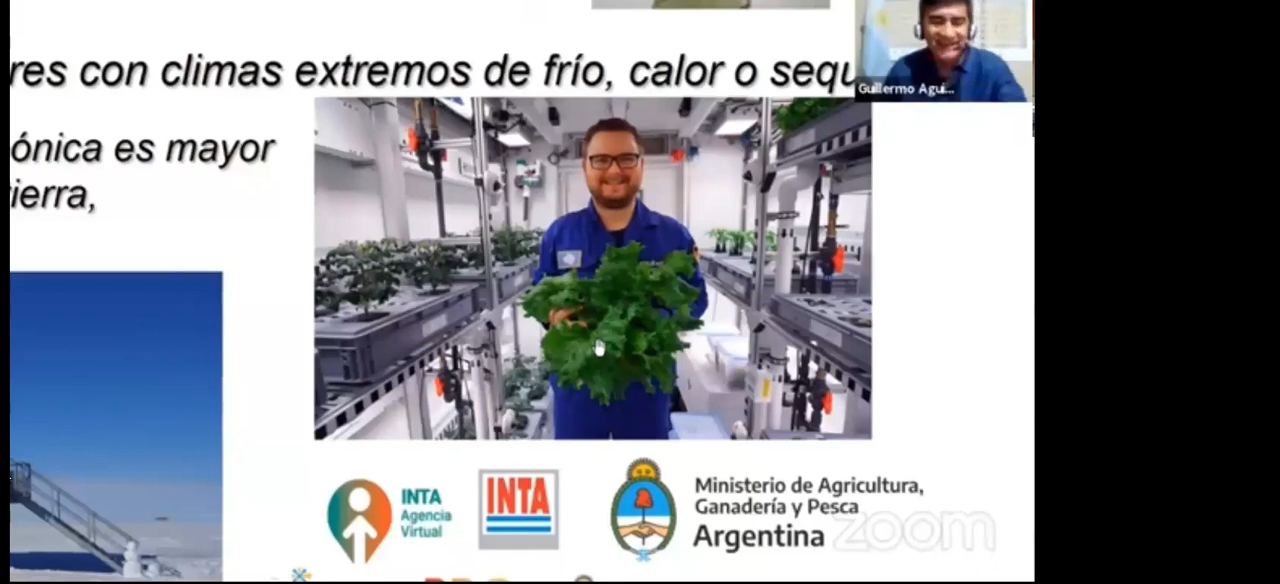 res con climas extremos de frío, calor o sequ
Guillermo Agui...
ónica es mayor
ierra,
INTA
Agencia
Virtual
INTA
Ministerio de Agricultura,
Ganadería y Pesca
Argentina
zoom